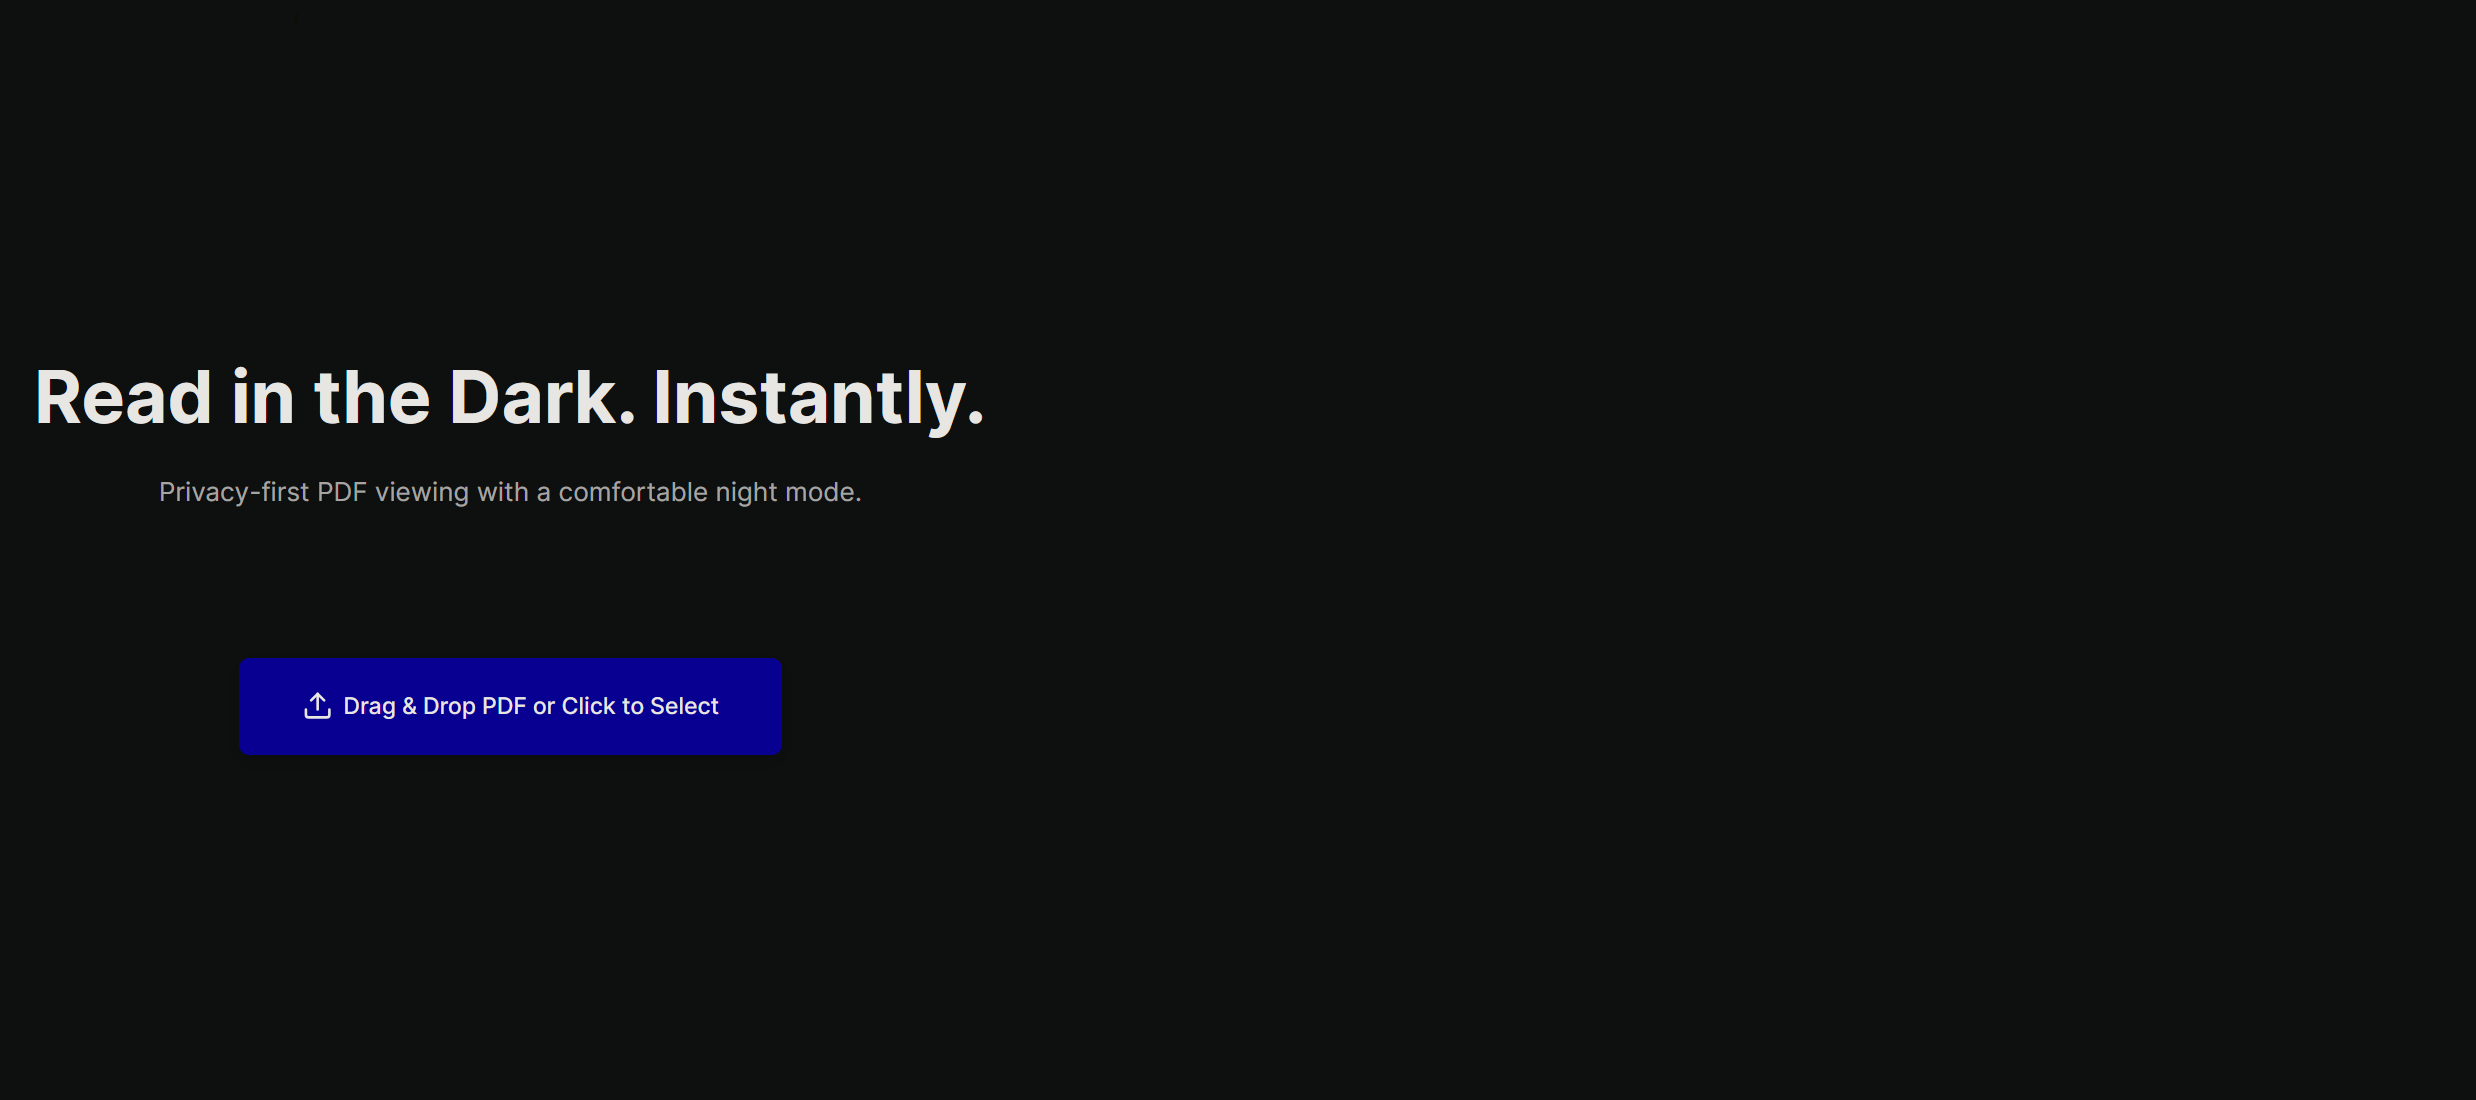 Read in the Dark. Instantly.
Privacy-first PDF viewing with a comfortable night mode.
Drag & Drop PDF or Click to Select